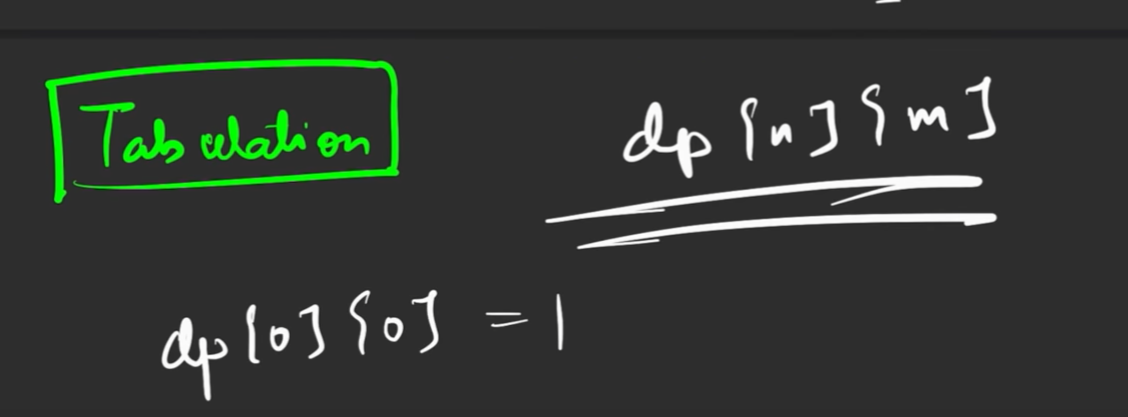 Tabulation
dp[n][m]
dp[0][0] = 1